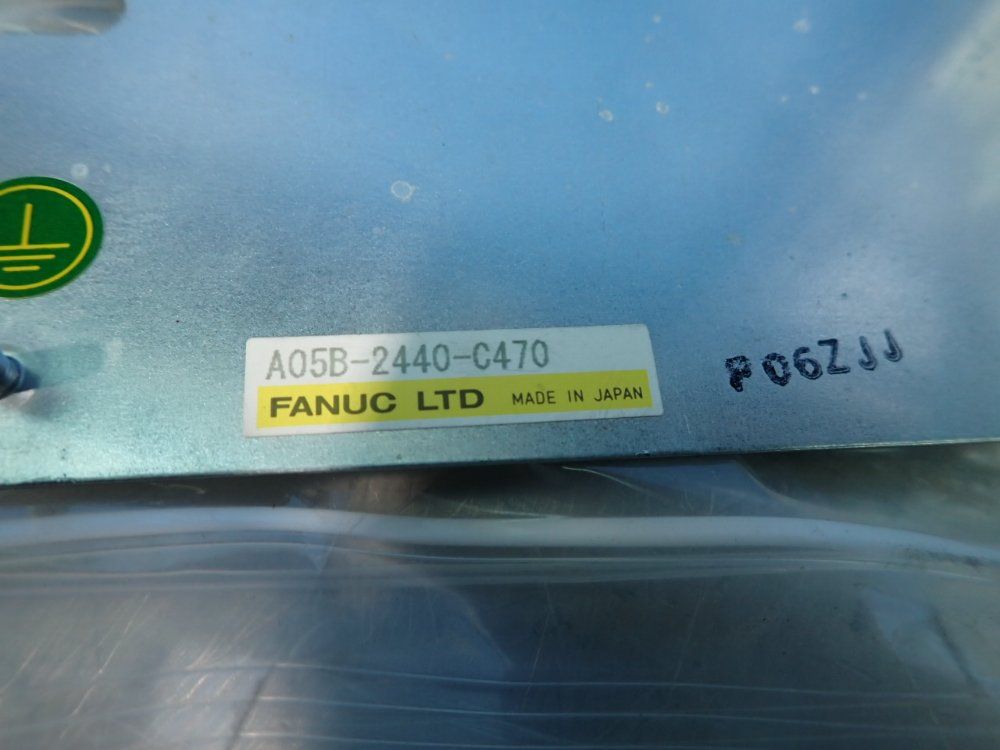 A05B-2440-C470
FANUC LTD MADE IN JAPAN
P06ZJJ